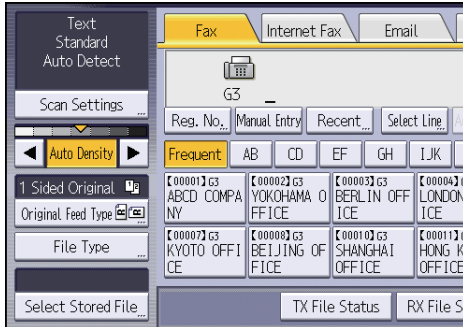 Text
Standard
Auto Detect
Scan Settings
Auto Density
1 Sided Original
Original Feed Type
File Type
Select Stored File
Fax
Internet Fax
Email
G3
_
Reg. No.
Manual Entry
Recent
Select Line
Frequent
AB
CD
EF
GH
IJK
【00001】G3
ABCD COMPA
NY
【00002】G3
YOKOHAMA O
FFICE
【00003】G3
BERLIN OFF
ICE
【00004】
LONDON
ICE
【00007】G3
KYOTO OFFI
CE
【00008】G3
BEIJING OF
FICE
【00010】G3
SHANGHAI
OFFICE
【00011】
HONG K
OFFICE
TX File Status
RX File S